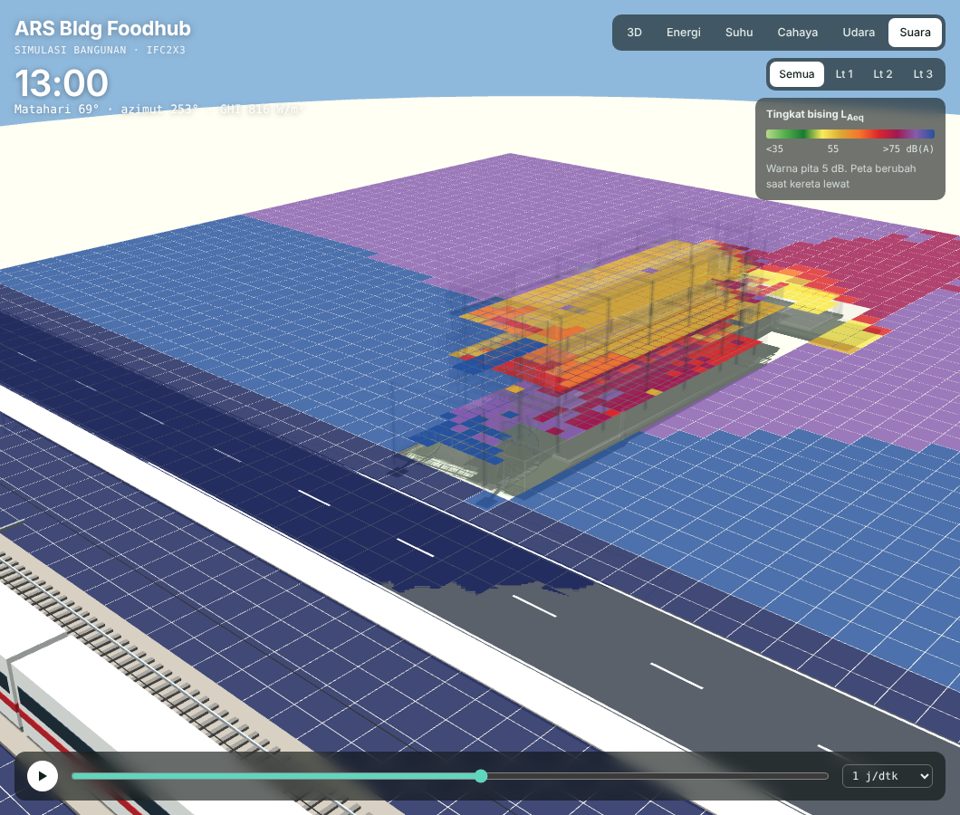 ARS Bldg Foodhub
SIMULASI BANGUNAN · IFC2X3
13:00
Matahari 69° · azimut 253° · GHI 816 W/m²
3D Energi Suhu Cahaya Udara Suara
Semua Lt 1 Lt 2 Lt 3
Tingkat bising LAeq
<35 55 >75 dB(A)
Warna pita 5 dB. Peta berubah
saat kereta lewat
1 j/dtk